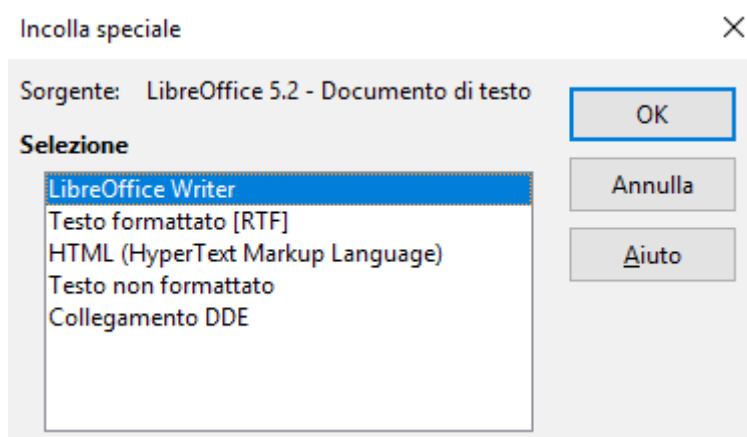 Incolla speciale
Sorgente: LibreOffice 5.2 - Documento di testo
OK
Selezione
LibreOffice Writer
Annulla
Testo formattato [RTF]
HTML (HyperText Markup Language)
Aiuto
Testo non formattato
Collegamento DDE